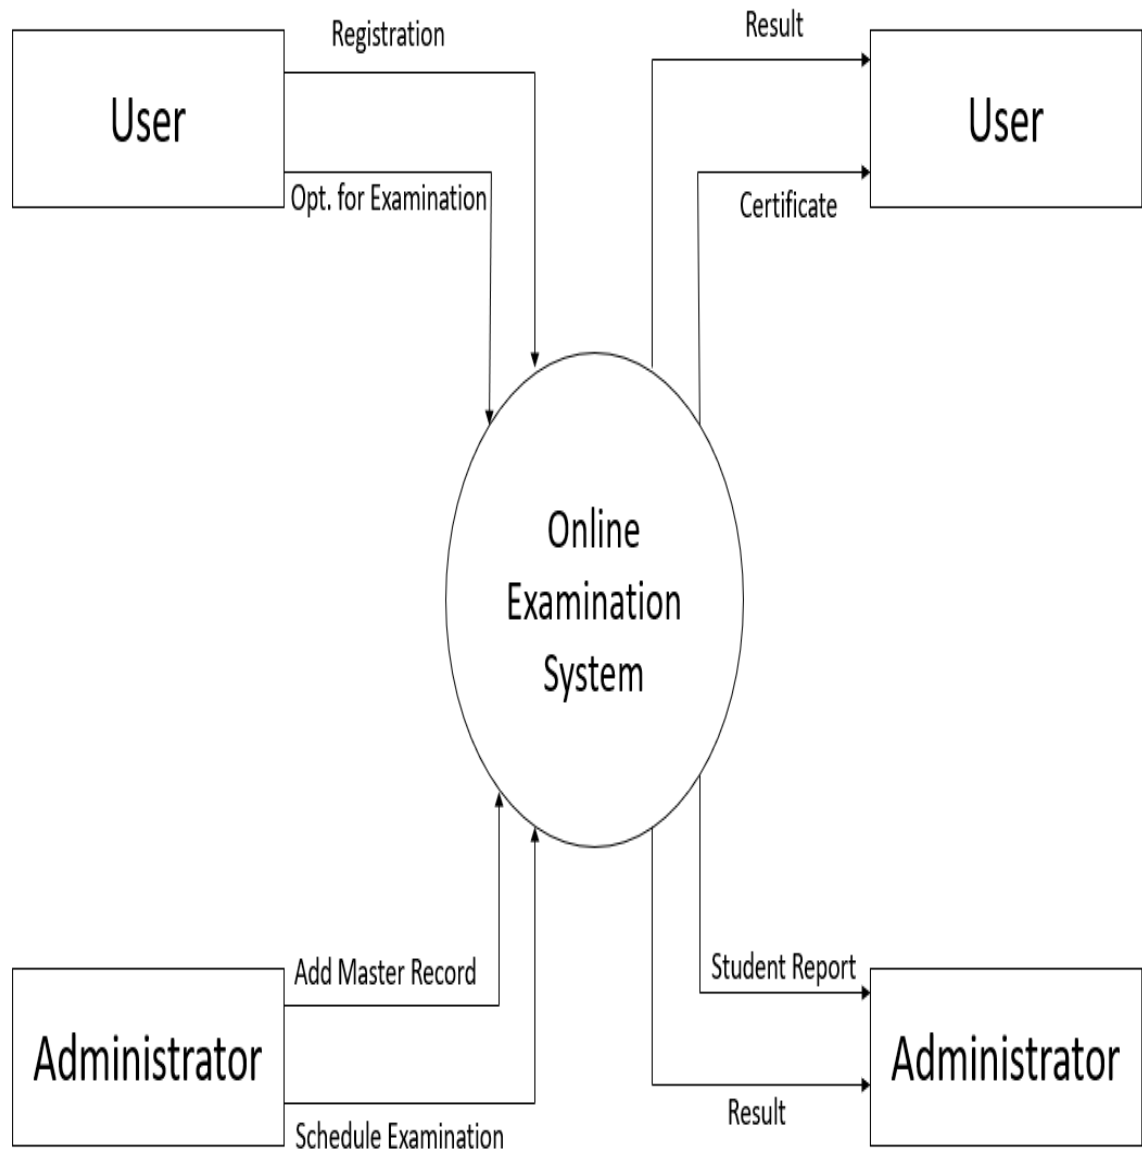 Registration
Result
User
User
Opt. for Examination
Certificate
Online
Examination
System
Add Master Record
Student Report
Administrator
Administrator
Schedule Examination
Result